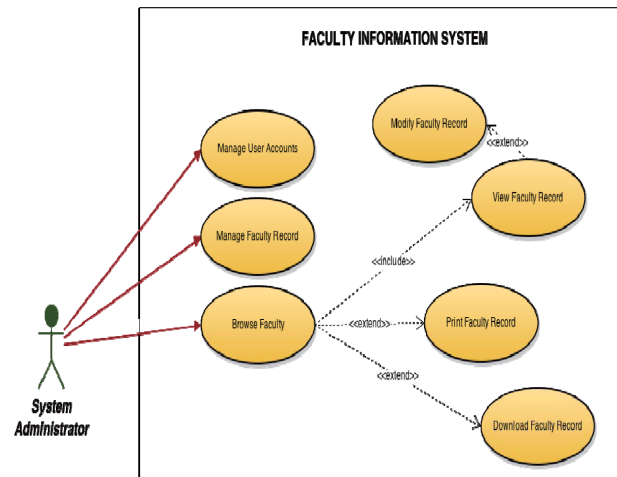 FACULTY INFORMATION SYSTEM
Modify Faculty Record
<<extend>>
Manage User Accounts
View Faculty Record
Manage Faculty Record
<<include>>
Browse Faculty
<<extend>>
Print Faculty Record
<<extend>>
System
Administrator
Download Faculty Record